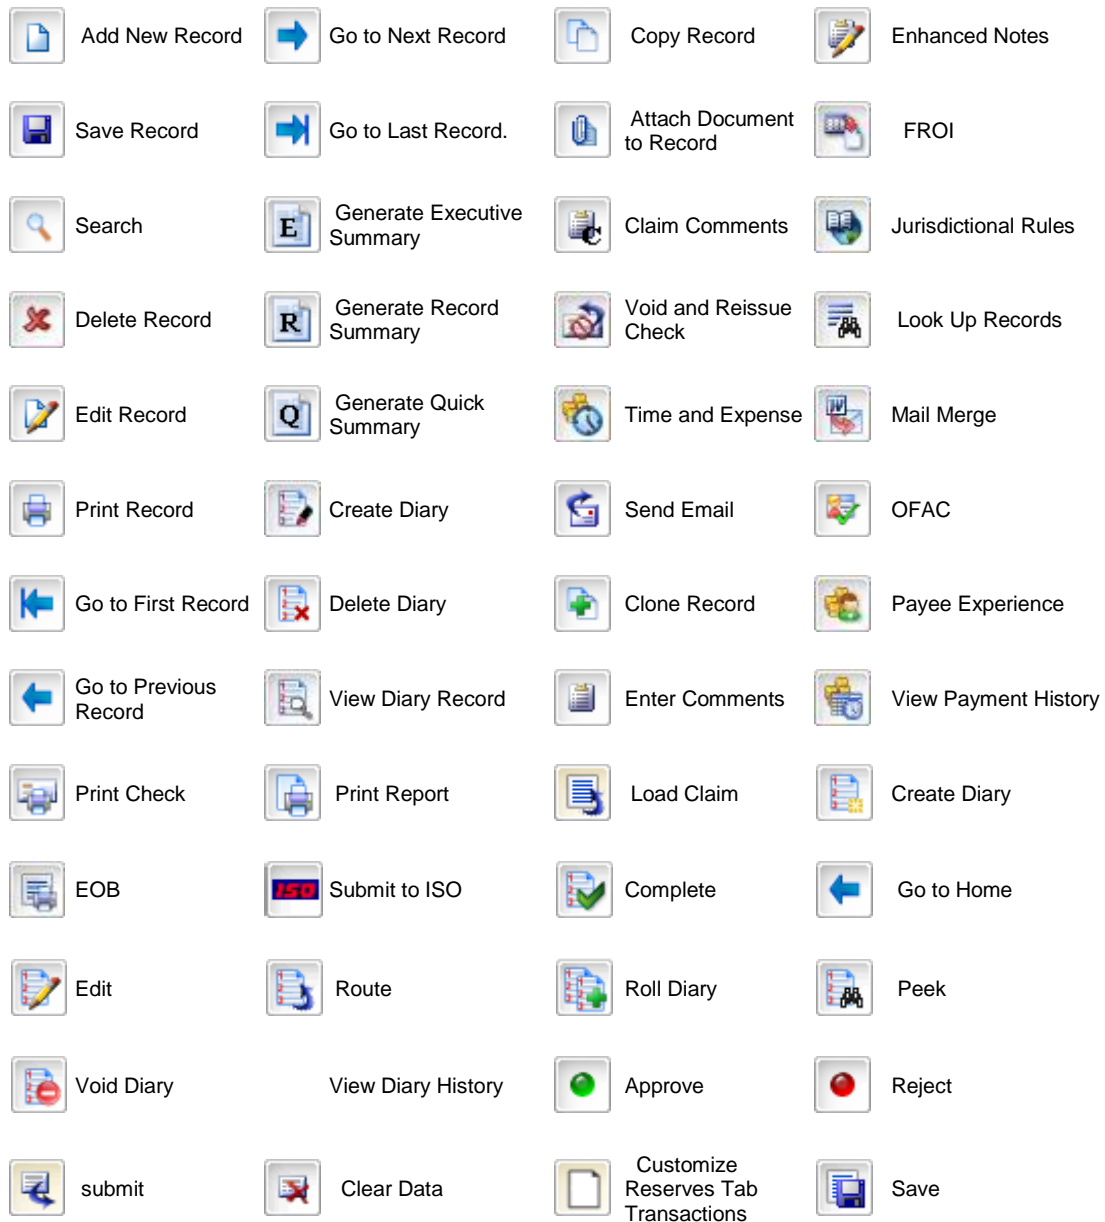 Add New Record
Go to Next Record
Copy Record
Enhanced Notes
Save Record
Go to Last Record.
Attach Document
to Record
FROI
Search
E
Generate Executive
Summary
C
Claim Comments
Jurisdictional Rules
Delete Record
R
Generate Record
Summary
Void and Reissue
Check
Look Up Records
Edit Record
Q
Generate Quick
Summary
Time and Expense
W
Mail Merge
Print Record
Create Diary
Send Email
OFAC
Go to First Record
Delete Diary
Clone Record
Payee Experience
Go to Previous
Record
View Diary Record
Enter Comments
View Payment History
Print Check
Print Report
Load Claim
Create Diary
EOB
ISO
Submit to ISO
Complete
Go to Home
Edit
Route
Roll Diary
Peek
Void Diary
View Diary History
Approve
Reject
submit
Clear Data
Customize
Reserves Tab
Transactions
Save